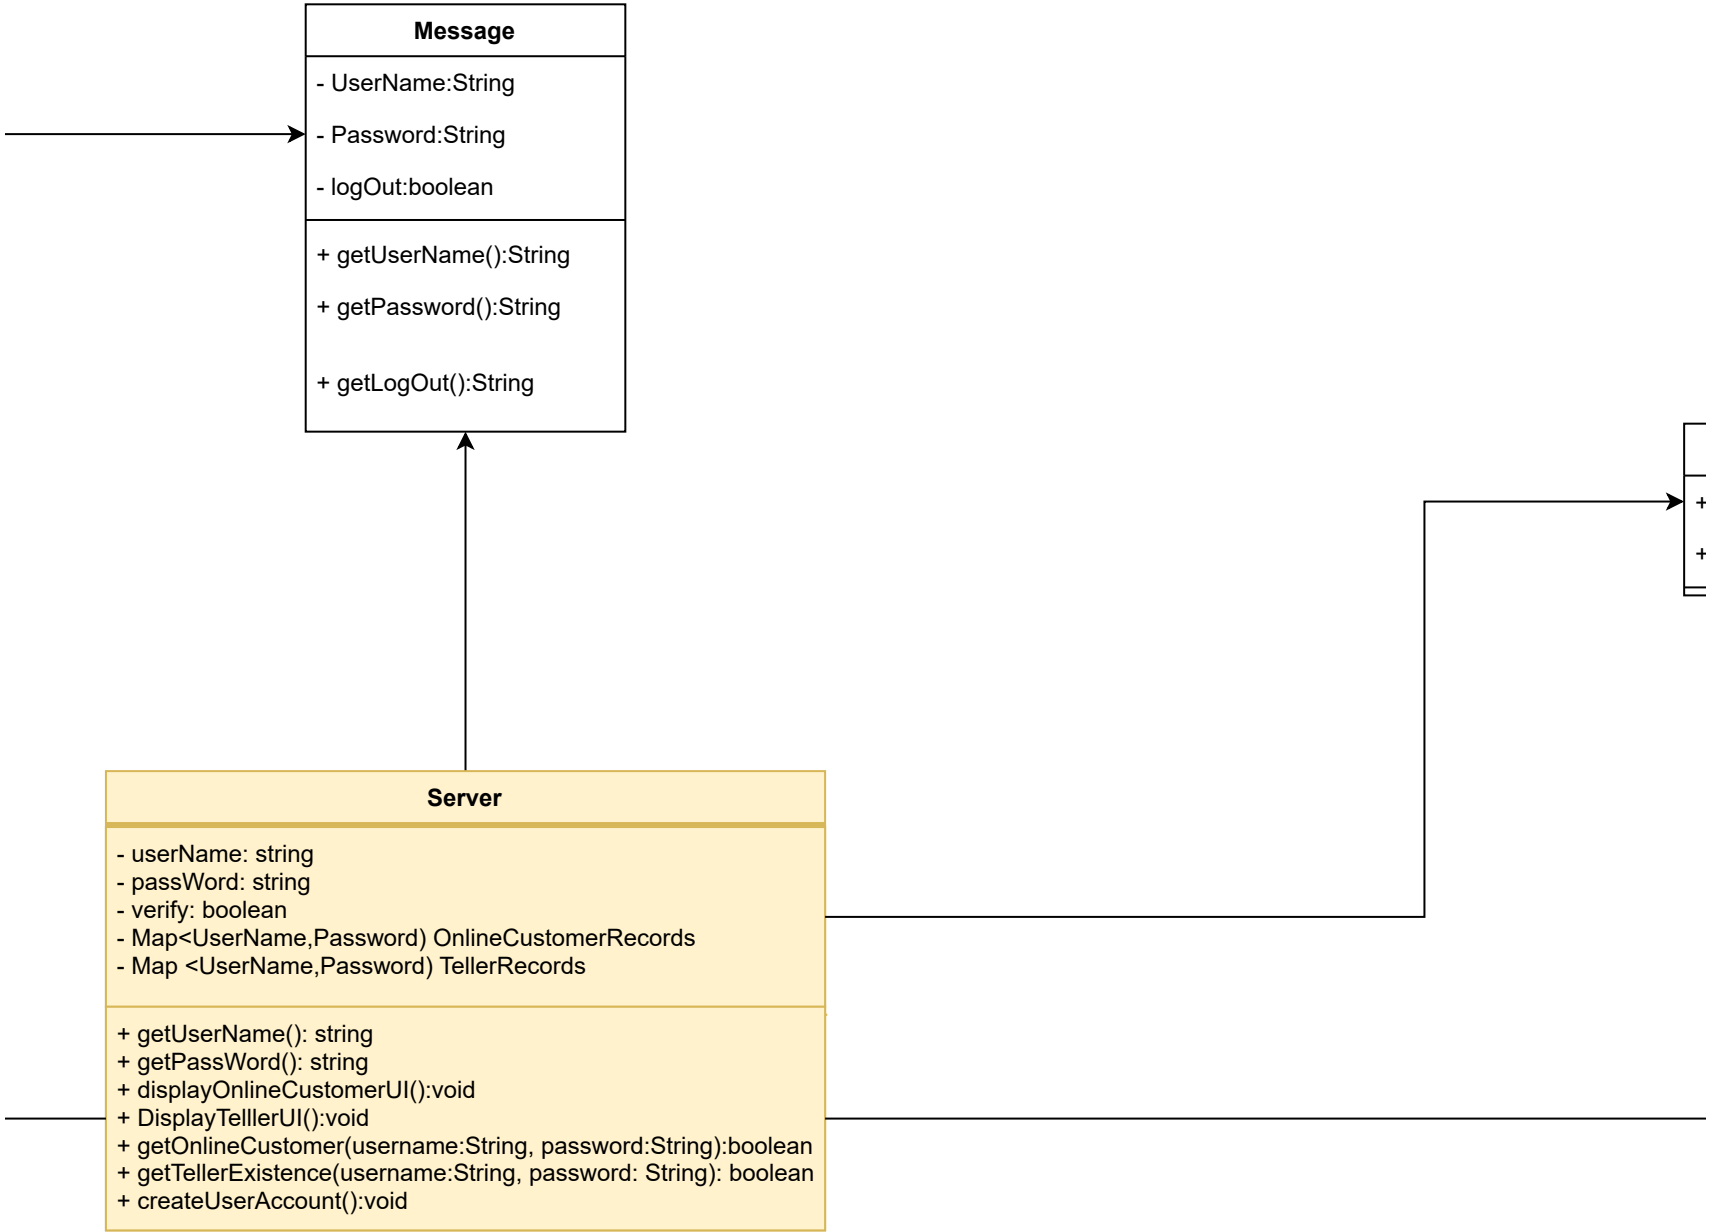 Message
- UserName:String
- Password:String
- logOut:boolean
+ getUserName():String
+ getPassword():String
+ getLogOut():String
+
+
Server
- userName: string
- passWord: string
- verify: boolean
- Map<UserName,Password) OnlineCustomerRecords
- Map <UserName,Password) TellerRecords
+ getUserName(): string
+ getPassWord(): string
+ displayOnlineCustomerUI():void
+ DisplayTelllerUI():void
+ getOnlineCustomer(username:String, password:String):boolean
+ getTellerExistence(username:String, password: String): boolean
+ createUserAccount():void